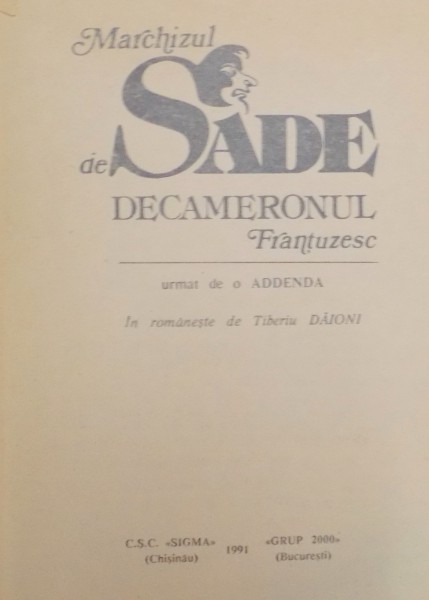 Marchizul
de SADE
DECAMERONUL
Franțuzesc
urmat de o ADDENDA
In românește de Tiberiu DĂIONI
C.S.C. «SIGMA» 1991 «GRUP 2000»
(Chișinău) (București)